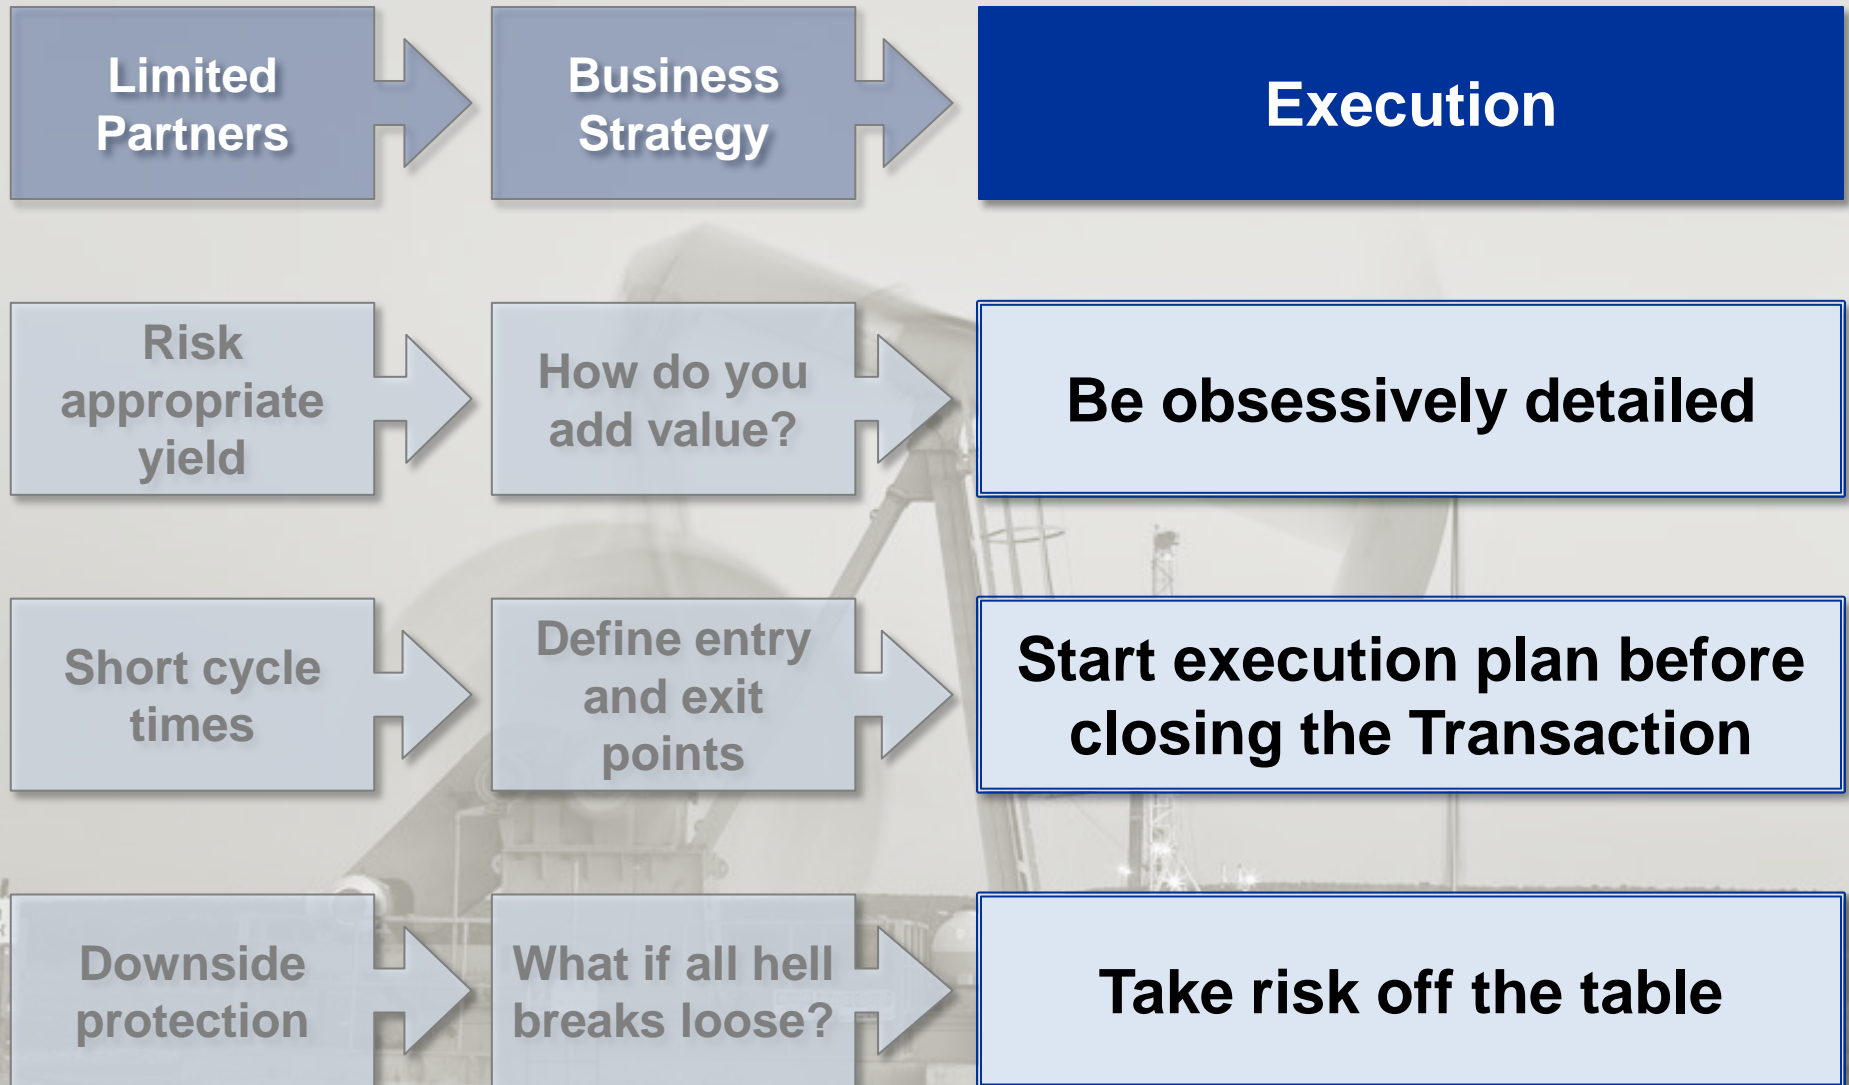 Limited
Partners
Business
Strategy
Execution
Risk
appropriate
yield
How do you
add value?
Be obsessively detailed
Short cycle
times
Define entry
and exit
points
Start execution plan before
closing the Transaction
Downside
protection
What if all hell
breaks loose?
Take risk off the table